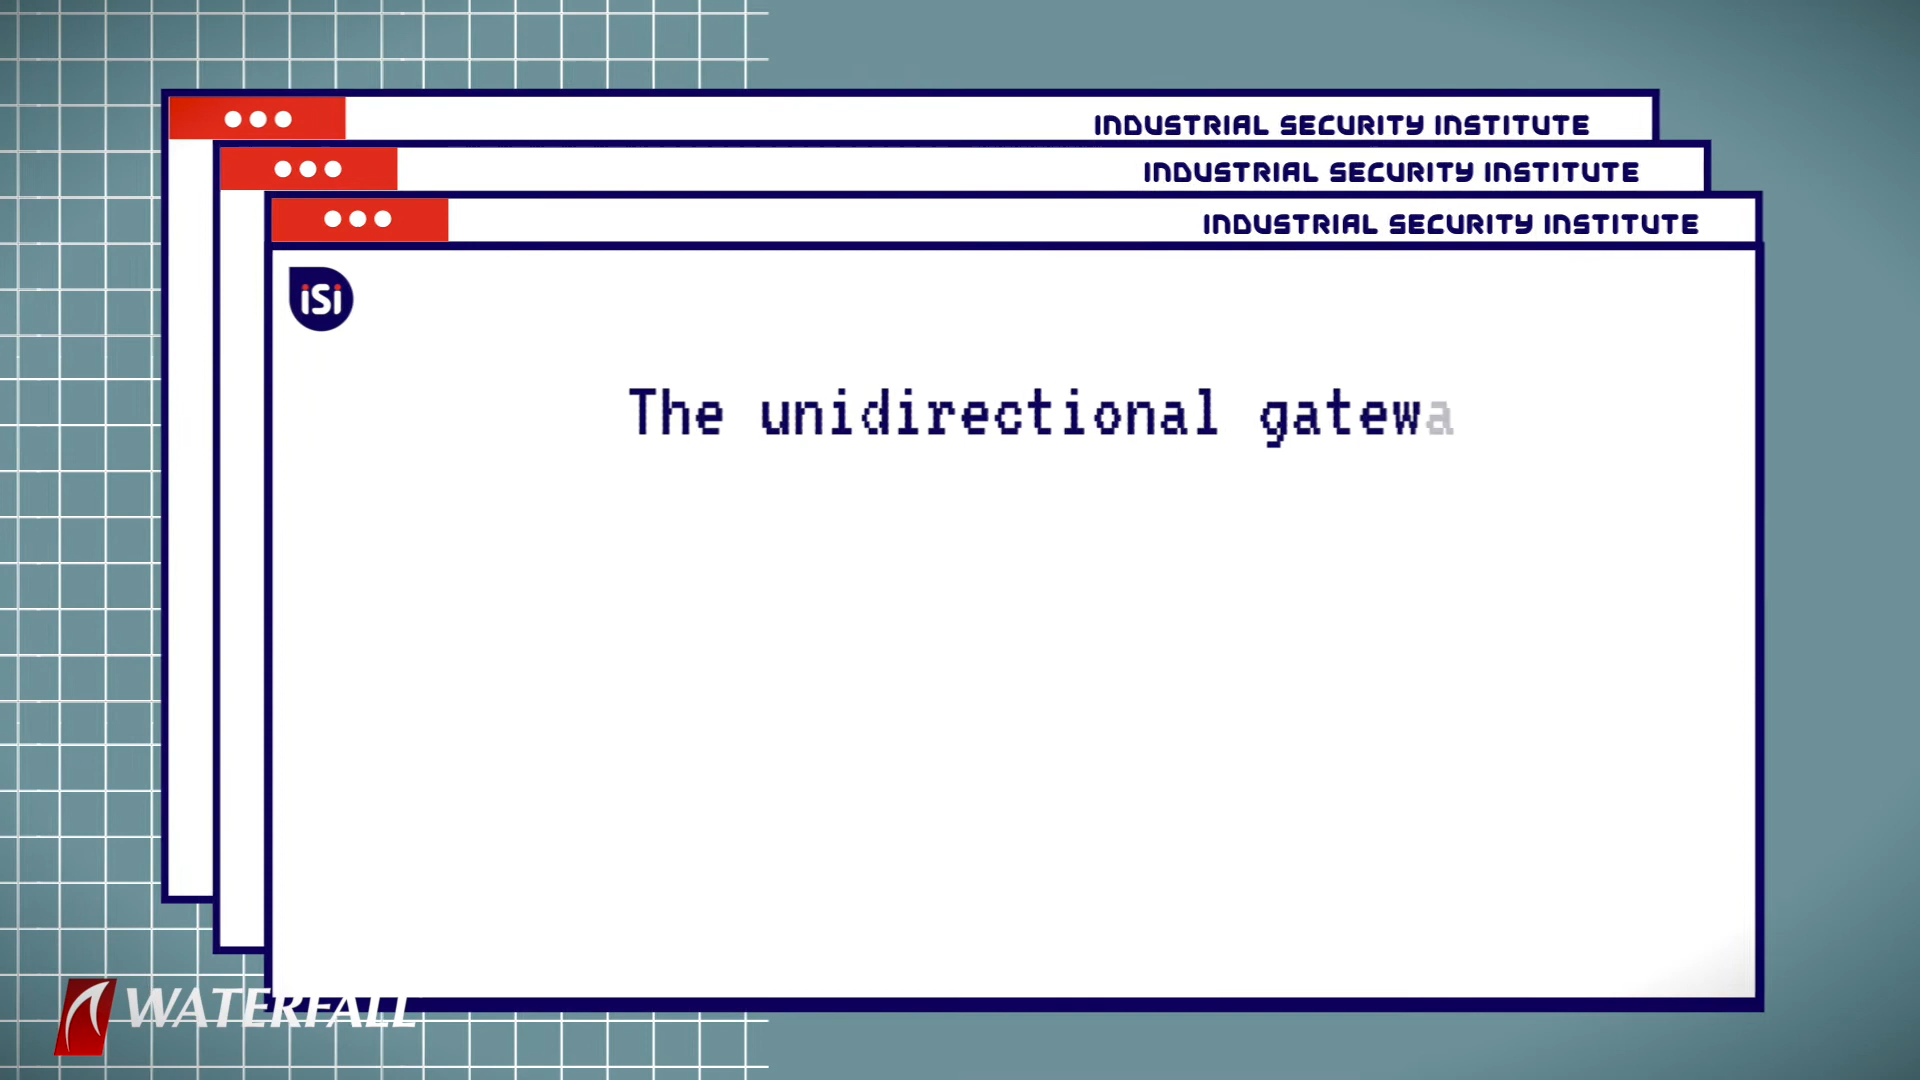 INDUSTRIAL SECURITY INSTITUTE
INDUSTRIAL SECURITY INSTITUTE
INDUSTRIAL SECURITY INSTITUTE
iSi
The unidirectional gatewa
WATERFALL